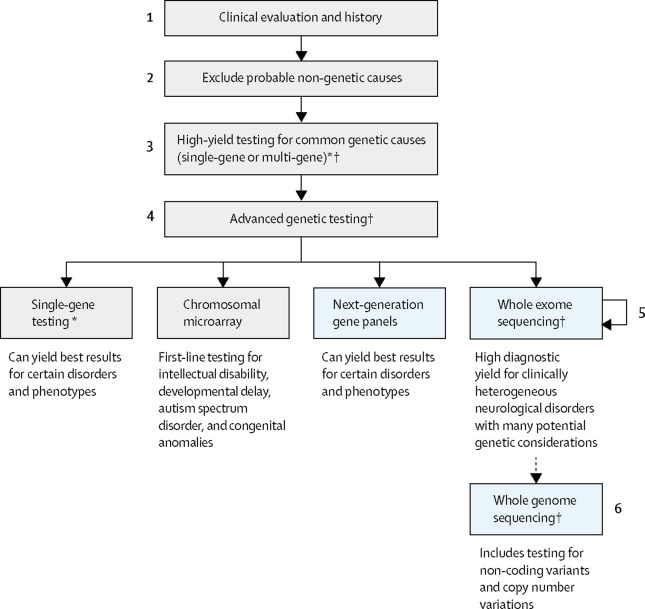 1
Clinical evaluation and history
2
Exclude probable non-genetic causes
3
High-yield testing for common genetic causes
(single-gene or multi-gene)*†
4
Advanced genetic testing†
Single-gene
testing *
Can yield best results
for certain disorders
and phenotypes
Chromosomal
microarray
First-line testing for
intellectual disability,
developmental delay,
autism spectrum
disorder, and congenital
anomalies
Next-generation
gene panels
Can yield best results
for certain disorders
and phenotypes
Whole exome
sequencing†
5
High diagnostic
yield for clinically
heterogeneous
neurological disorders
with many potential
genetic considerations
Whole genome
sequencing†
6
Includes testing for
non-coding variants
and copy number
variations